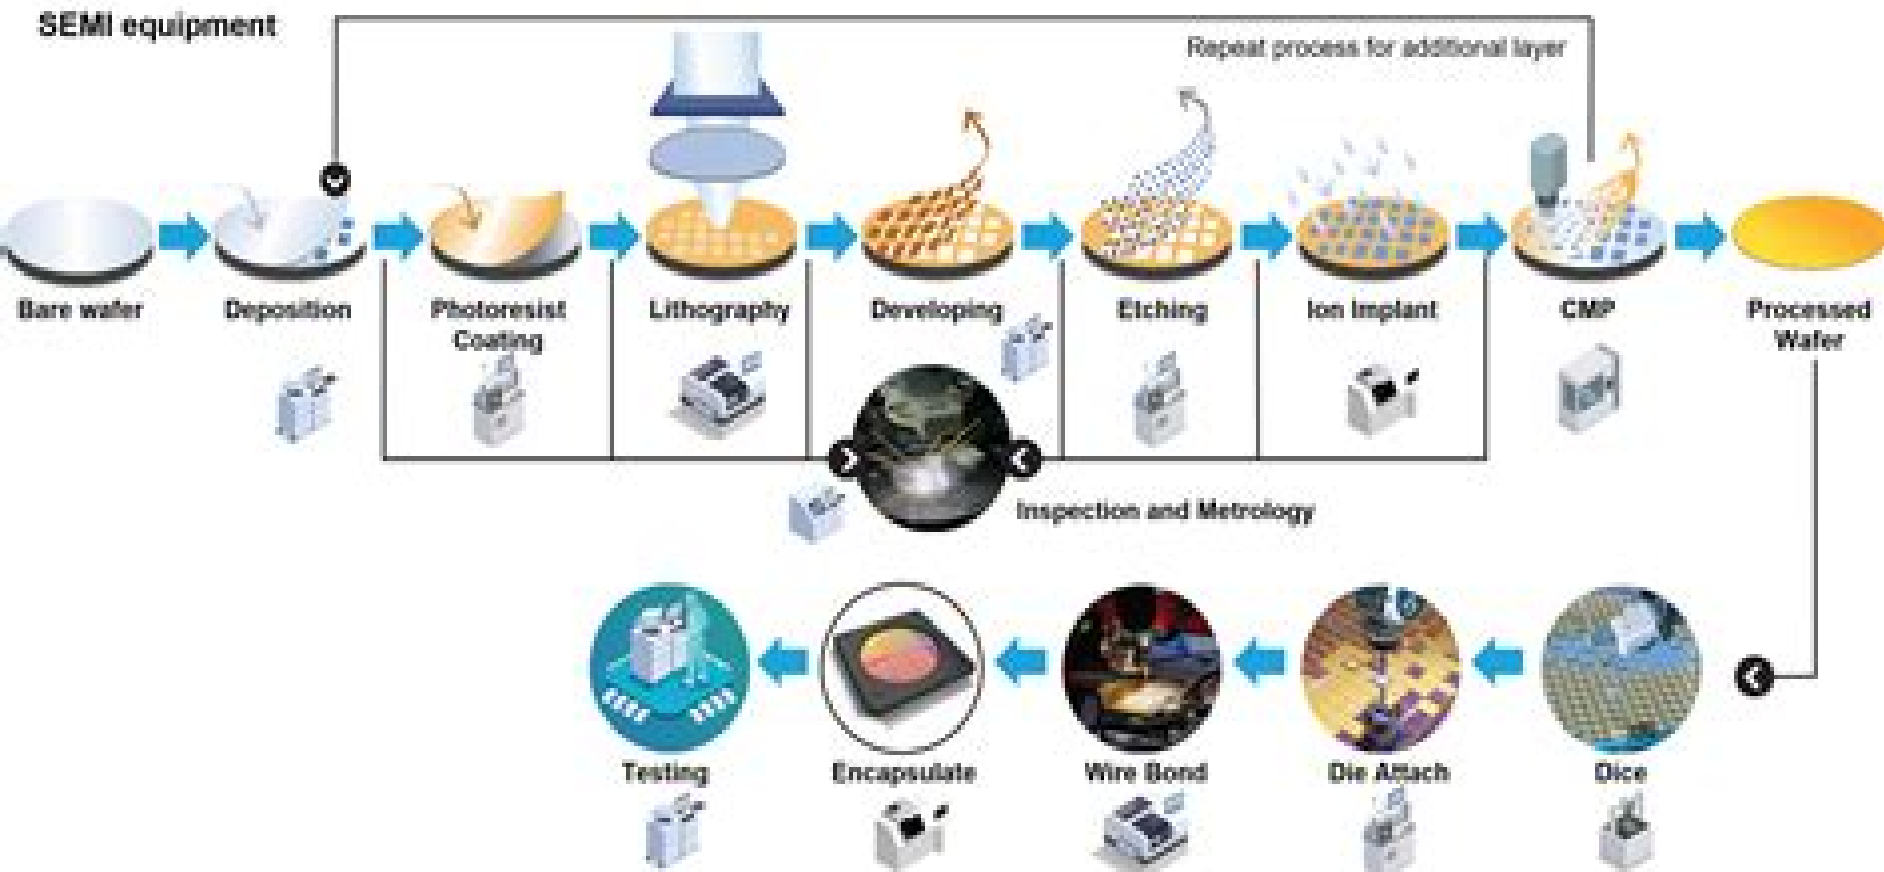 SEMI equipment
Repeat process for additional layer
Bare wafer
Deposition
Photoresist
Coating
Lithography
Developing
Etching
Ion Implant
CMP
Processed
Wafer
Inspection and Metrology
Testing
Encapsulate
Wire Bond
Die Attach
Dice